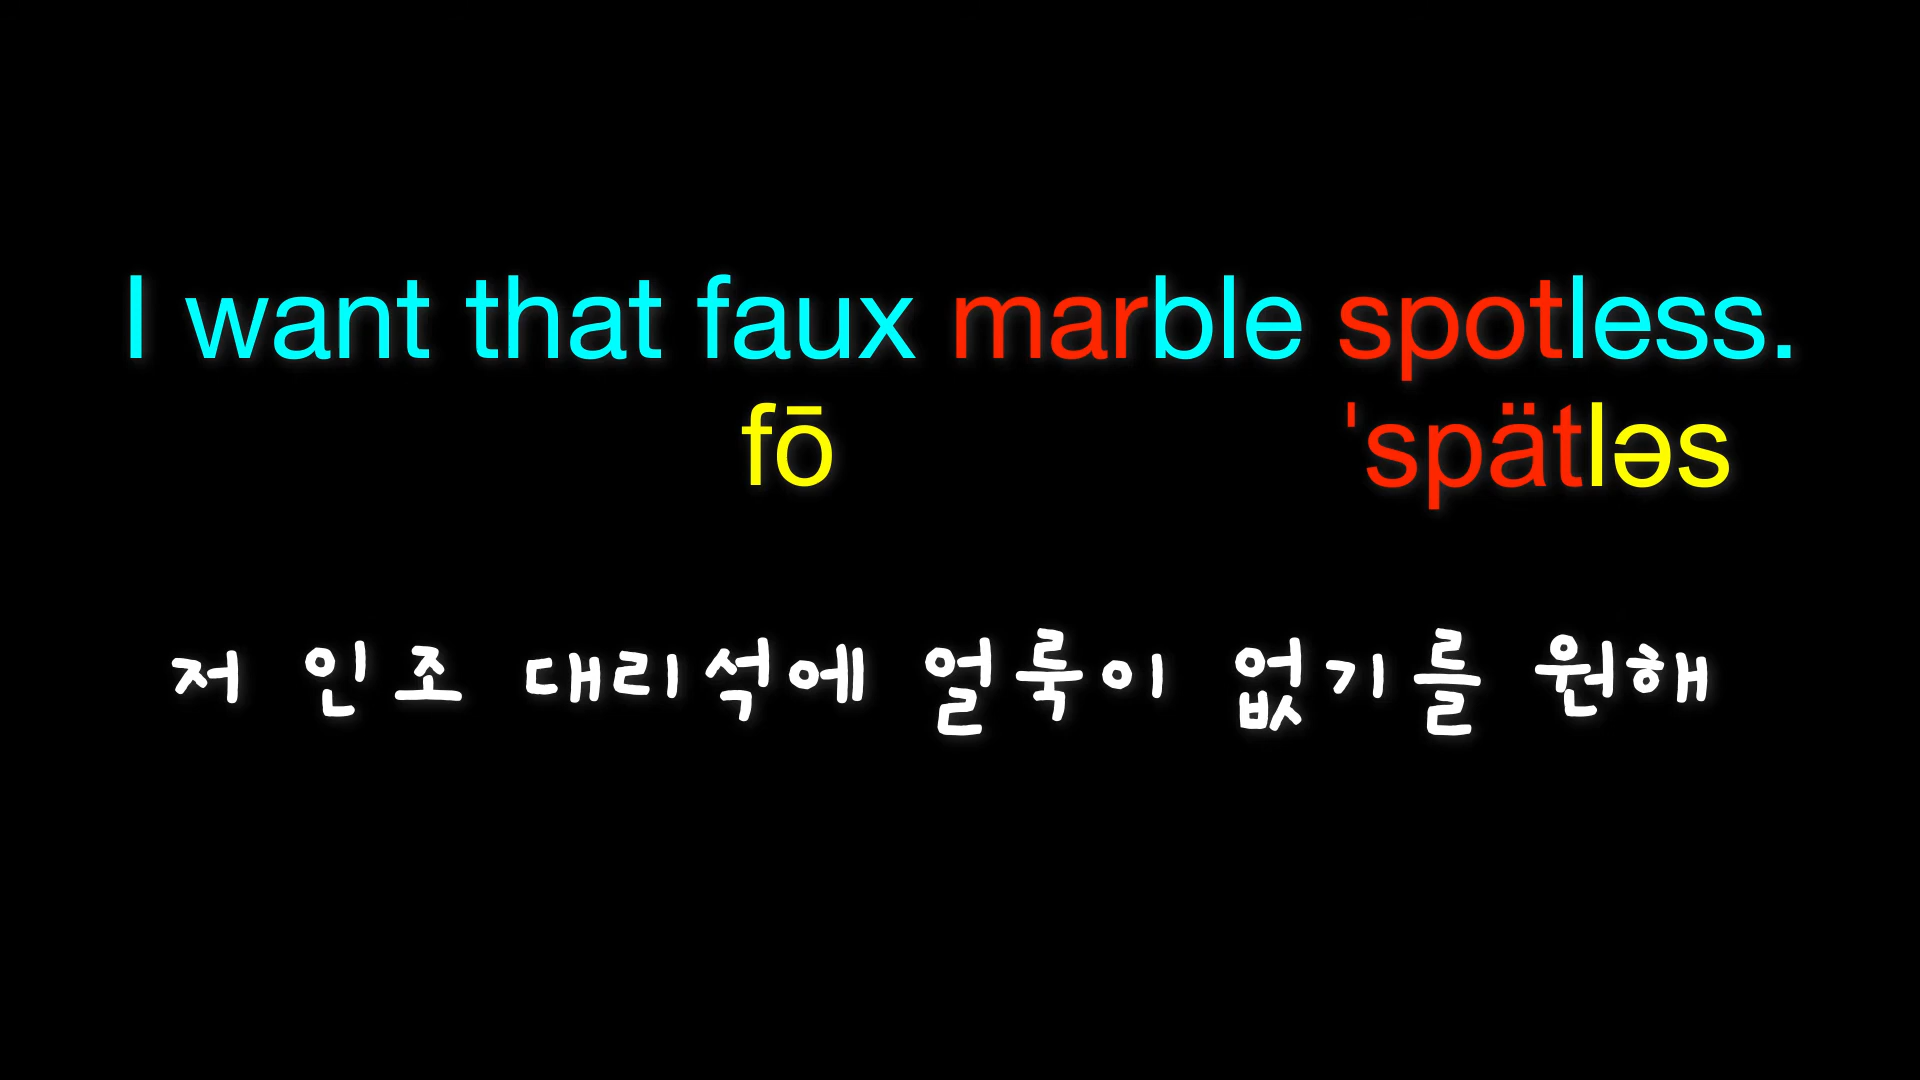 I want that faux marble spotless.
fō ˈspätləs
저 인조 대리석에 얼룩이 없기를 원해